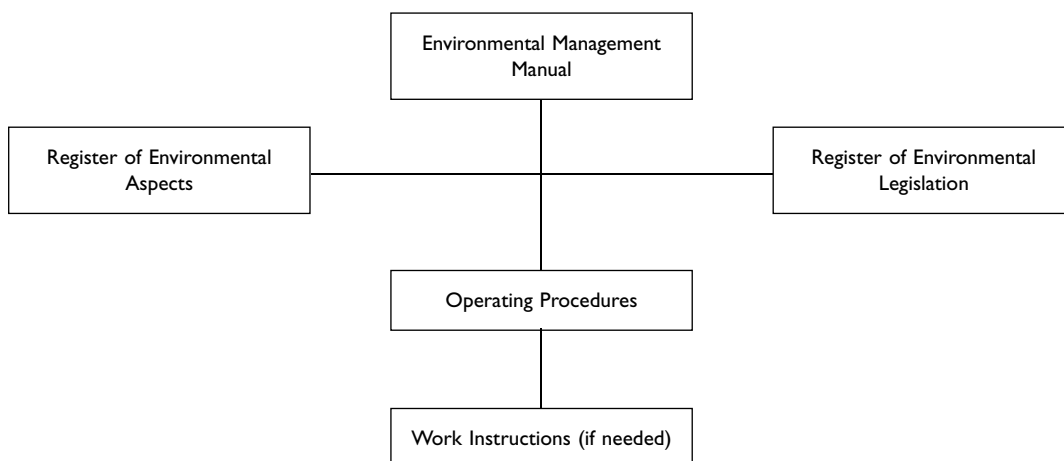 Environmental Management
Manual
Register of Environmental
Aspects
Register of Environmental
Legislation
Operating Procedures
Work Instructions (if needed)